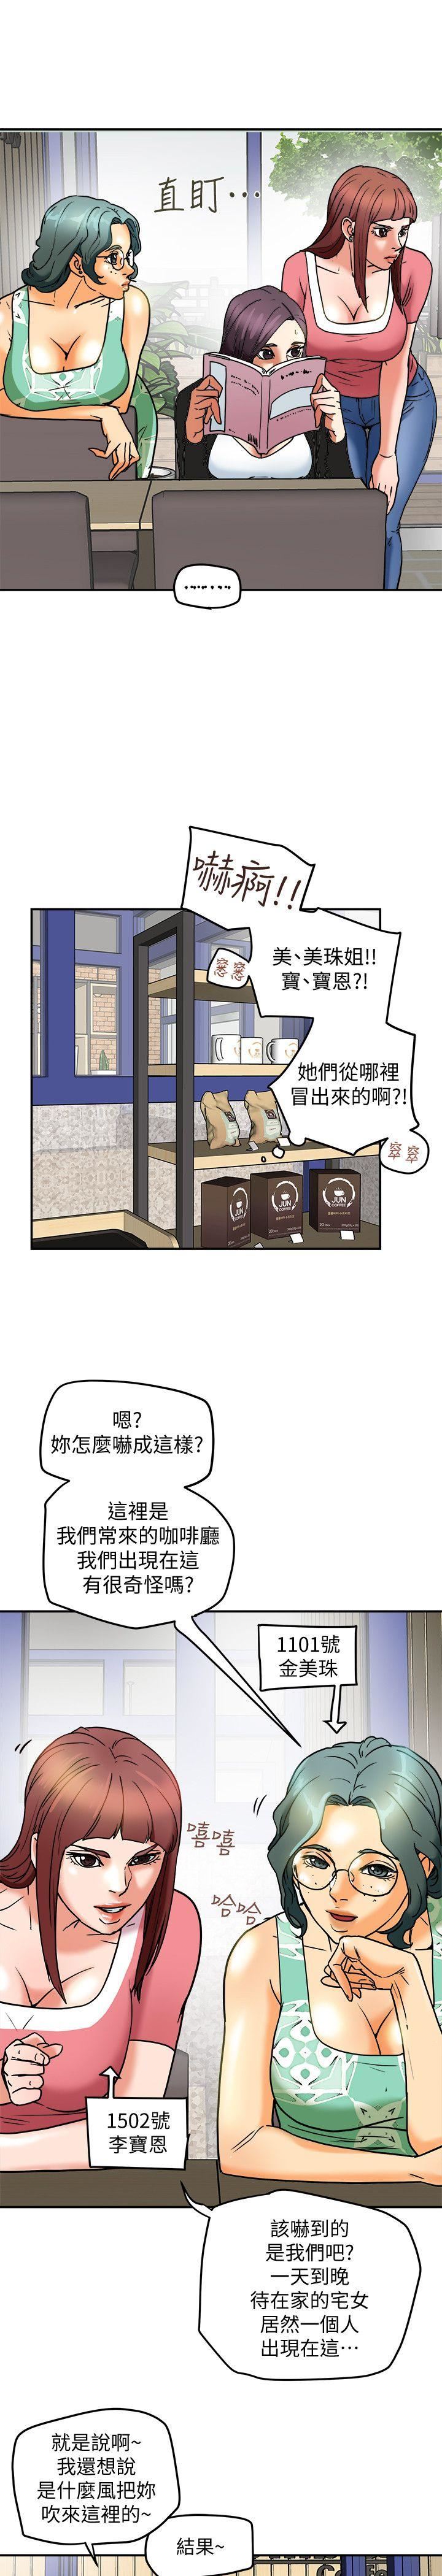 直盯⋯
⋯⋯
嚇啊!!
美、美珠姐!!
寶、寶恩?!
窸窸
她們從哪裡
冒出來的啊?!
窣窣
JUN
COFFEE
JUN
COFFEE
嗯?
妳怎麼嚇成這樣?
這裡是
我們常來的咖啡廳
我們出現在這
有很奇怪嗎?
1101號
金美珠
嘻嘻
哈哈
1502號
李寶恩
該嚇到的
是我們吧?
一天到晚
待在家的宅女
居然一個人
出現在這⋯
就是說啊~
我還想說
是什麼風把妳
吹來這裡的~
結果~